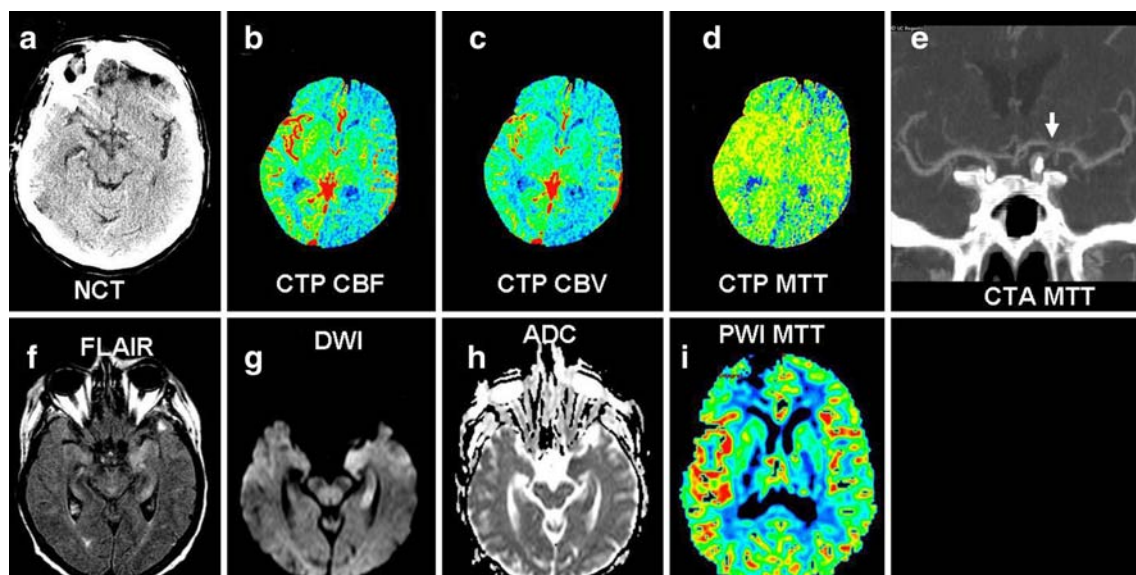 a
NCT
b
CTP CBF
c
CTP CBV
d
CTP MTT
e
CTA MTT
f
FLAIR
g
DWI
h
ADC
i
PWI MTT